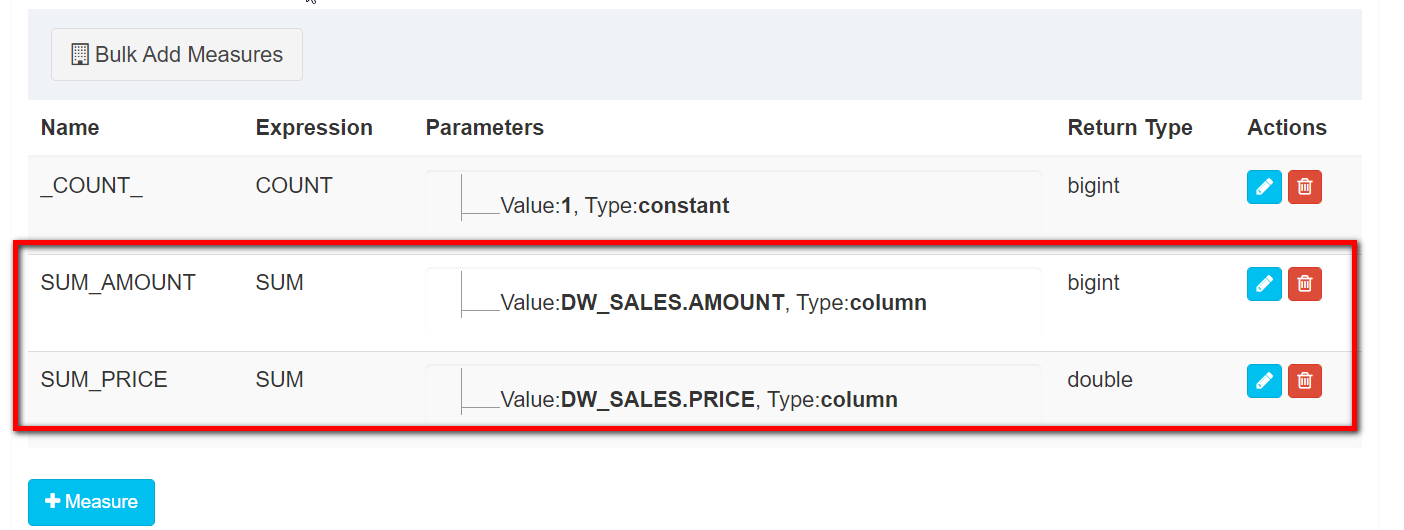 Bulk Add Measures
Name Expression Parameters Return Type Actions
_COUNT_ COUNT Value:1, Type:constant bigint
SUM_AMOUNT SUM Value:DW_SALES.AMOUNT, Type:column bigint
SUM_PRICE SUM Value:DW_SALES.PRICE, Type:column double
+ Measure